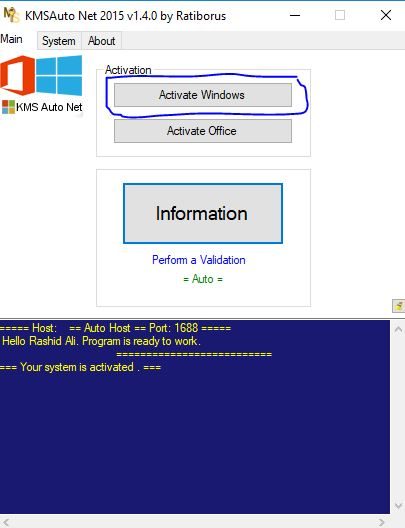 KMSAuto Net 2015 v1.4.0 by Ratiborus
Main System About
KMS Auto Net
Activation
Activate Windows
Activate Office
Information
Perform a Validation
= Auto =
===== Host:    == Auto Host == Port: 1688 =====
Hello Rashid Ali. Program is ready to work.
==========================
=== Your system is activated . ===